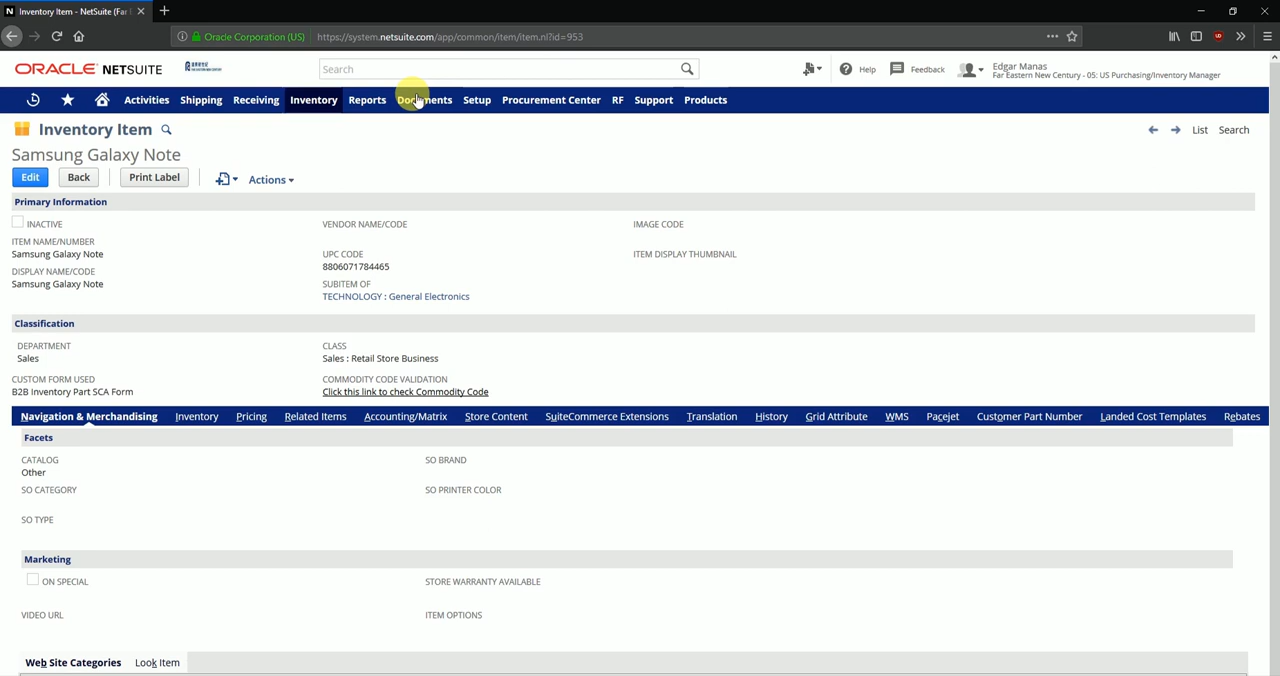 Inventory Item - NetSuite (Far
Oracle Corporation (US) https://system.netsuite.com/app/common/item/item.nl?id=953
ORACLE NETSUITE
Search
Help
Feedback
Edgar Manas
Far Eastern New Century - 05: US Purchasing/Inventory Manager
Activities Shipping Receiving Inventory Reports Documents Setup Procurement Center RF Support Products
Inventory Item
List Search
Samsung Galaxy Note
Edit Back Print Label Actions
Primary Information
INACTIVE
VENDOR NAME/CODE
IMAGE CODE
ITEM NAME/NUMBER
Samsung Galaxy Note
UPC CODE
8806071784465
ITEM DISPLAY THUMBNAIL
DISPLAY NAME/CODE
Samsung Galaxy Note
SUBITEM OF
TECHNOLOGY : General Electronics
Classification
DEPARTMENT
Sales
CLASS
Sales : Retail Store Business
CUSTOM FORM USED
B2B Inventory Part SCA Form
COMMODITY CODE VALIDATION
Click this link to check Commodity Code
Navigation & Merchandising Inventory Pricing Related Items Accounting/Matrix Store Content SuiteCommerce Extensions Translation History Grid Attribute WMS Pacejet Customer Part Number Landed Cost Templates Rebates
Facets
CATALOG
Other
SO BRAND
SO CATEGORY
SO PRINTER COLOR
SO TYPE
Marketing
ON SPECIAL
STORE WARRANTY AVAILABLE
VIDEO URL
ITEM OPTIONS
Web Site Categories Look Item